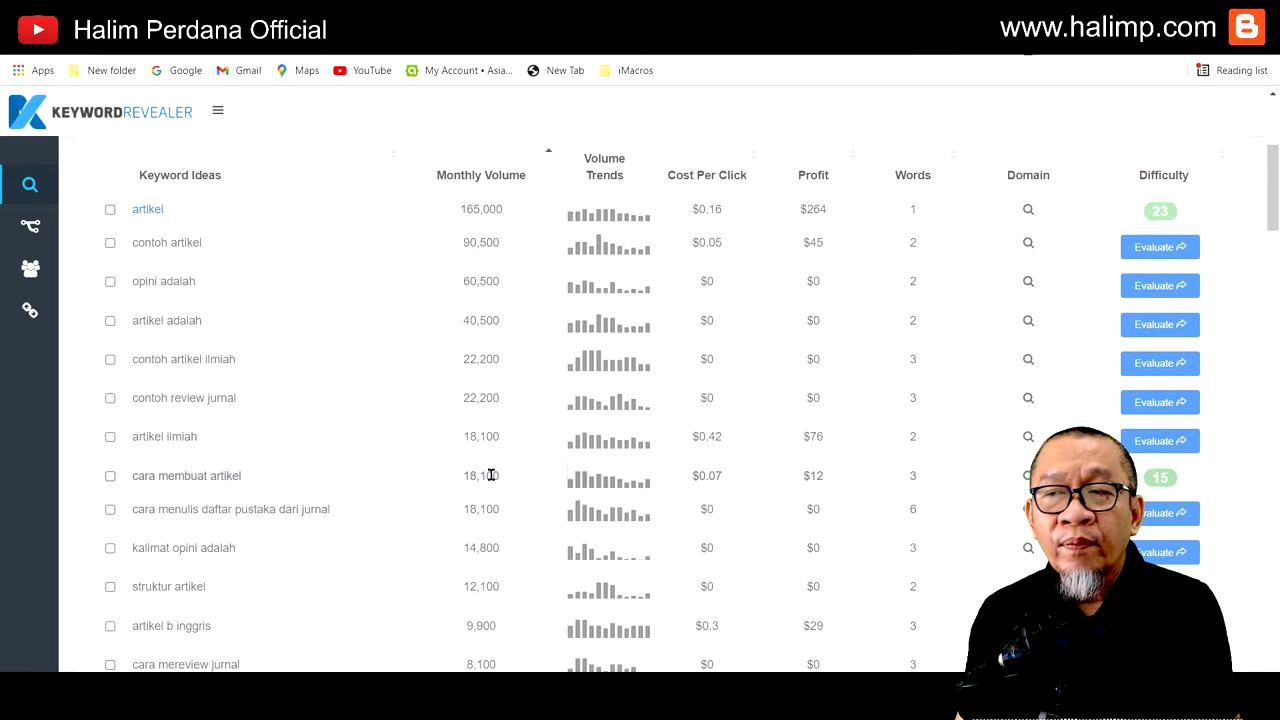 Halim Perdana Official
www.halimp.com
Apps New folder Google Gmail Maps YouTube My Account • Asia... New Tab iMacros Reading list
KEYWORDREVEALER
Keyword Ideas Monthly Volume Volume Trends Cost Per Click Profit Words Domain Difficulty
artikel 165,000 $0.16 $264 1 23
contoh artikel 90,500 $0.05 $45 2 Evaluate
opini adalah 60,500 $0 $0 2 Evaluate
artikel adalah 40,500 $0 $0 2 Evaluate
contoh artikel ilmiah 22,200 $0 $0 3 Evaluate
contoh review jurnal 22,200 $0 $0 3 Evaluate
artikel ilmiah 18,100 $0.42 $76 2 Evaluate
cara membuat artikel 18,100 $0.07 $12 3 15
cara menulis daftar pustaka dari jurnal 18,100 $0 $0 6 Evaluate
kalimat opini adalah 14,800 $0 $0 3 Evaluate
struktur artikel 12,100 $0 $0 2
artikel b inggris 9,900 $0.3 $29 3
cara mereview jurnal 8,100 $0 $0 3